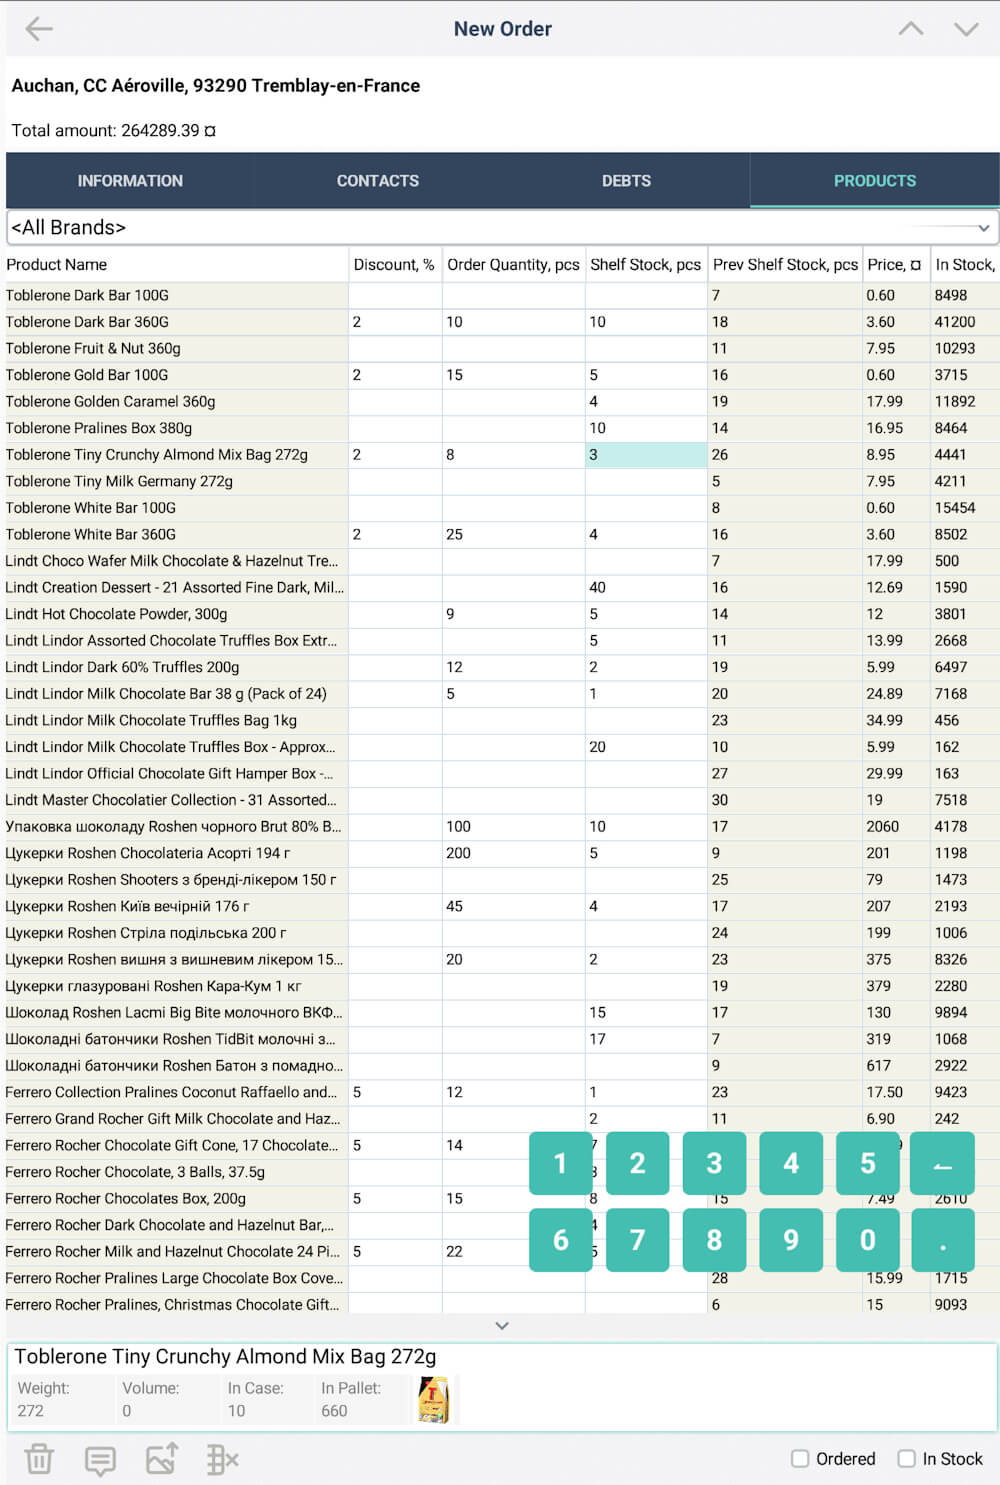 New Order
Auchan, CC Aéroville, 93290 Tremblay-en-France
Total amount: 264289.39 ¤
INFORMATION CONTACTS DEBTS PRODUCTS
<All Brands>
Product Name Discount, % Order Quantity, pcs Shelf Stock, pcs Prev Shelf Stock, pcs Price, ¤ In Stock,
Toblerone Dark Bar 100G 7 0.60 8498
Toblerone Dark Bar 360G 2 10 10 18 3.60 41200
Toblerone Fruit & Nut 360g 11 7.95 10293
Toblerone Gold Bar 100G 2 15 5 16 0.60 3715
Toblerone Golden Caramel 360g 4 19 17.99 11892
Toblerone Pralines Box 380g 10 14 16.95 8464
Toblerone Tiny Crunchy Almond Mix Bag 272g 2 8 3 26 8.95 4441
Toblerone Tiny Milk Germany 272g 5 7.95 4211
Toblerone White Bar 100G 8 0.60 15454
Toblerone White Bar 360G 2 25 4 16 3.60 8502
Lindt Choco Wafer Milk Chocolate & Hazelnut Tre... 7 17.99 500
Lindt Creation Dessert - 21 Assorted Fine Dark, Mil... 40 16 12.69 1590
Lindt Hot Chocolate Powder, 300g 9 5 14 12 3801
Lindt Lindor Assorted Chocolate Truffles Box Extr... 5 11 13.99 2668
Lindt Lindor Dark 60% Truffles 200g 12 2 19 5.99 6497
Lindt Lindor Milk Chocolate Bar 38 g (Pack of 24) 5 1 20 24.89 7168
Lindt Lindor Milk Chocolate Truffles Bag 1kg 23 34.99 456
Lindt Lindor Milk Chocolate Truffles Box - Approx... 20 10 5.99 162
Lindt Lindor Official Chocolate Gift Hamper Box -... 27 29.99 163
Lindt Master Chocolatier Collection - 31 Assorted... 30 19 7518
Упаковка шоколаду Roshen чорного Brut 80% В... 100 10 17 2060 4178
Цукерки Roshen Chocolateria Асорті 194 г 200 5 9 201 1198
Цукерки Roshen Shooters з бренді-лікером 150 г 25 79 1473
Цукерки Roshen Київ вечірній 176 г 45 4 17 207 2193
Цукерки Roshen Стріла подільська 200 г 24 199 1006
Цукерки Roshen вишня з вишневим лікером 15... 20 2 23 375 8326
Цукерки глазуровані Roshen Кара-Кум 1 кг 19 379 2280
Шоколад Roshen Lacmi Big Bite молочного ВКФ... 15 17 130 9894
Шоколадні батончики Roshen TidBit молочні з... 17 7 319 1068
Шоколадні батончики Roshen Батон з помадно... 9 617 2922
Ferrero Collection Pralines Coconut Raffaello and... 5 12 1 23 17.50 9423
Ferrero Grand Rocher Gift Milk Chocolate and Haz... 2 11 6.90 242
Ferrero Rocher Chocolate Gift Cone, 17 Chocolate... 5 14
1 2 3 4 5 ←
Ferrero Rocher Chocolate, 3 Balls, 37.5g
Ferrero Rocher Chocolates Box, 200g 5 15 8 15 7.49 2610
Ferrero Rocher Dark Chocolate and Hazelnut Bar,...
6 7 8 9 0 .
Ferrero Rocher Milk and Hazelnut Chocolate 24 Pi... 5 22
Ferrero Rocher Pralines Large Chocolate Box Cove... 28 15.99 1715
Ferrero Rocher Pralines, Christmas Chocolate Gift... 6 15 9093
Toblerone Tiny Crunchy Almond Mix Bag 272g
Weight: Volume: In Case: In Pallet:
272 0 10 660
Ordered In Stock